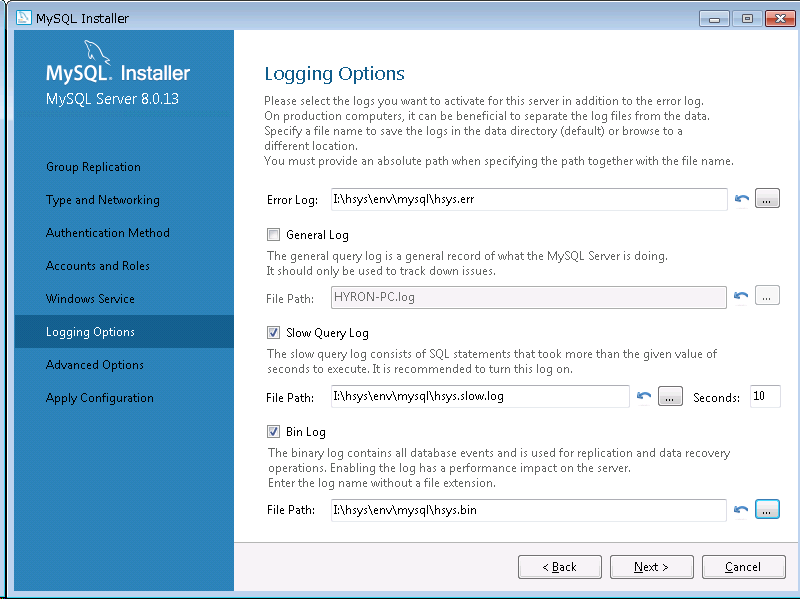 MySQL Installer
MySQL. Installer
MySQL Server 8.0.13
Group Replication
Type and Networking
Authentication Method
Accounts and Roles
Windows Service
Logging Options
Advanced Options
Apply Configuration
Logging Options
Please select the logs you want to activate for this server in addition to the error log.
On production computers, it can be beneficial to separate the log files from the data.
Specify a file name to save the logs in the data directory (default) or browse to a
different location.
You must provide an absolute path when specifying the path together with the file name.
Error Log: I:\hsys\env\mysql\hsys.err ...
General Log
The general query log is a general record of what the MySQL Server is doing.
It should only be used to track down issues.
File Path: HYRON-PC.log ...
Slow Query Log
The slow query log consists of SQL statements that took more than the given value of
seconds to execute. It is recommended to turn this log on.
File Path: I:\hsys\env\mysql\hsys.slow.log ... Seconds: 10
Bin Log
The binary log contains all database events and is used for replication and data recovery
operations. Enabling the log has a performance impact on the server.
Enter the log name without a file extension.
File Path: I:\hsys\env\mysql\hsys.bin ...
< Back Next > Cancel